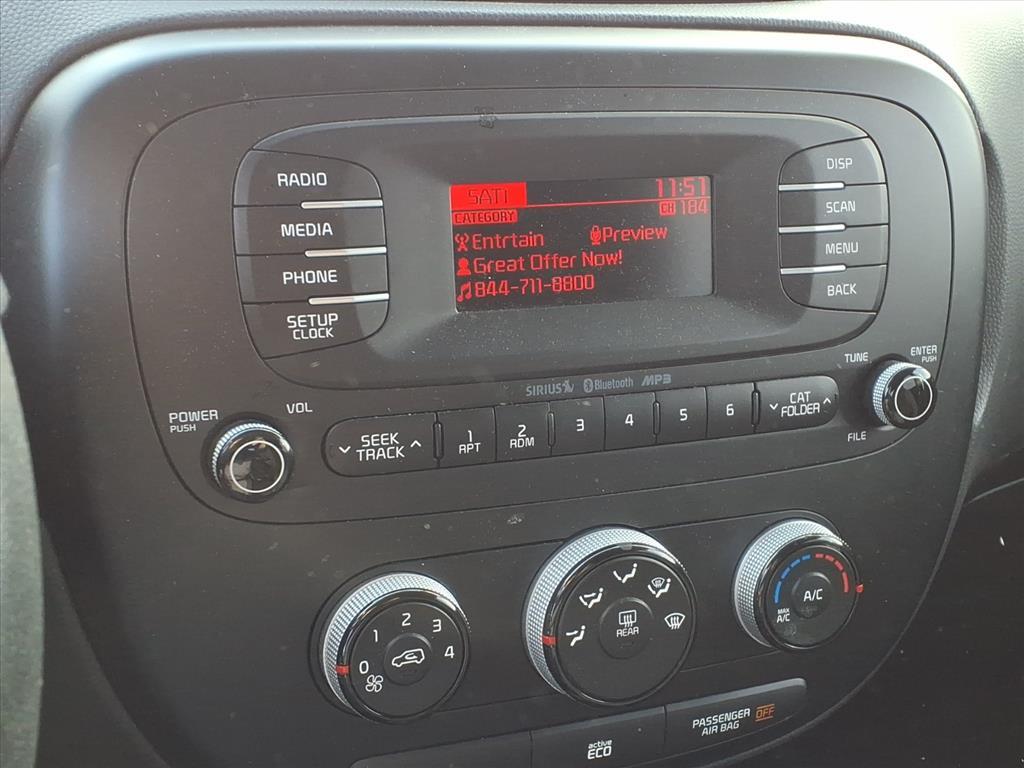 RADIO
MEDIA
PHONE
SETUP
CLOCK
SAT1 11:51
CATEGORY CH 184
Entrtain Preview
Great Offer Now!
844-711-8800
DISP
SCAN
MENU
BACK
SIRIUS Bluetooth MP3
POWER
PUSH
VOL
SEEK
TRACK
1
RPT
2
RDM
3
4
5
6
CAT
FOLDER
TUNE
ENTER
PUSH
FILE
0 1 2 3 4
REAR
A/C
MAX
A/C
active
ECO
PASSENGER OFF
AIR BAG